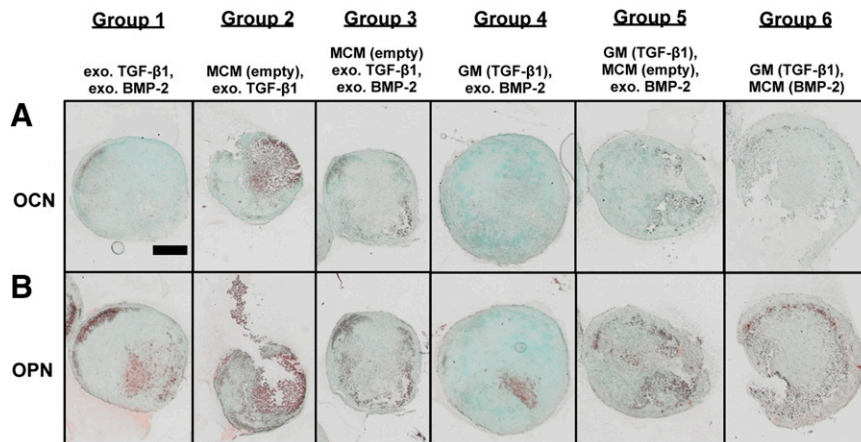 Group 1
Group 2
Group 3
Group 4
Group 5
Group 6
exo. TGF-β1,
exo. BMP-2
MCM (empty),
exo. TGF-β1
MCM (empty)
exo. TGF-β1,
exo. BMP-2
GM (TGF-β1),
exo. BMP-2
GM (TGF-β1),
MCM (empty),
exo. BMP-2
GM (TGF-β1),
MCM (BMP-2)
A
OCN
B
OPN